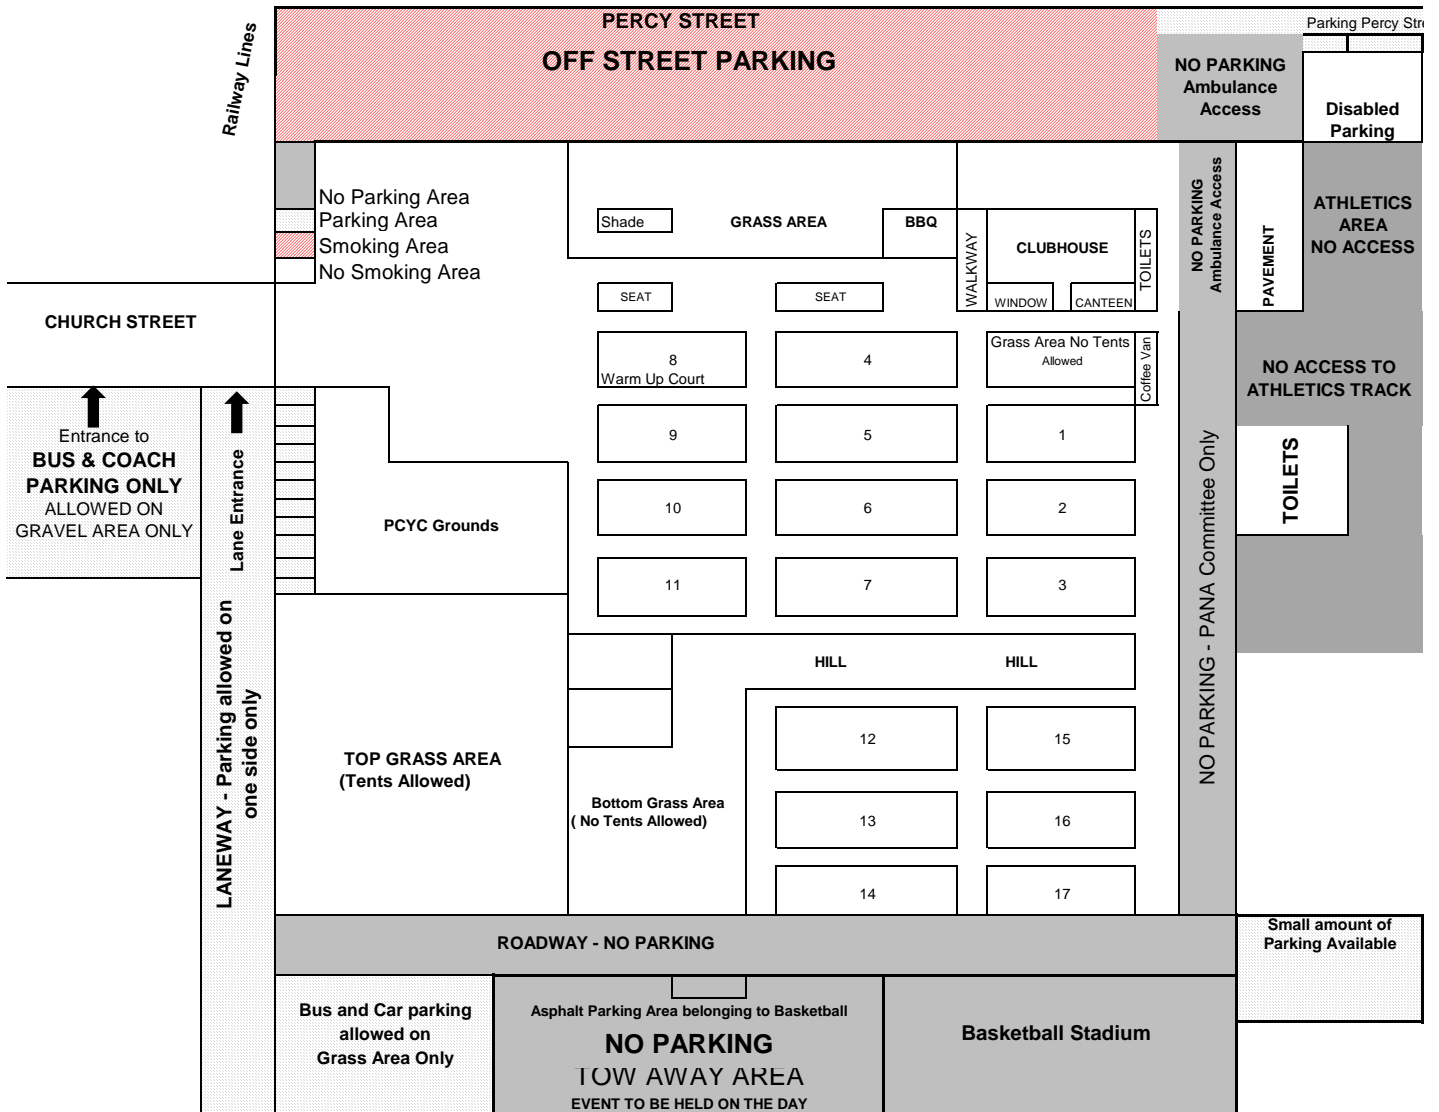 PERCY STREET
OFF STREET PARKING
Parking Percy Stre
Railway Lines
NO PARKING
Ambulance
Access
Disabled
Parking
No Parking Area
Parking Area
Smoking Area
No Smoking Area
Shade
GRASS AREA
BBQ
WALKWAY
CLUBHOUSE
TOILETS
WINDOW
CANTEEN
NO PARKING
Ambulance Access
PAVEMENT
ATHLETICS
AREA
NO ACCESS
SEAT
SEAT
CHURCH STREET
8
Warm Up Court
4
Grass Area No Tents
Allowed
Coffee Van
NO ACCESS TO
ATHLETICS TRACK
Entrance to
BUS & COACH
PARKING ONLY
ALLOWED ON
GRAVEL AREA ONLY
Lane Entrance
9
5
1
TOILETS
PCYC Grounds
10
6
2
11
7
3
NO PARKING - PANA Committee Only
LANEWAY - Parking allowed on
one side only
HILL
HILL
TOP GRASS AREA
(Tents Allowed)
12
15
Bottom Grass Area
( No Tents Allowed)
13
16
14
17
ROADWAY - NO PARKING
Small amount of
Parking Available
Bus and Car parking
allowed on
Grass Area Only
Asphalt Parking Area belonging to Basketball
NO PARKING
TOW AWAY AREA
EVENT TO BE HELD ON THE DAY
Basketball Stadium